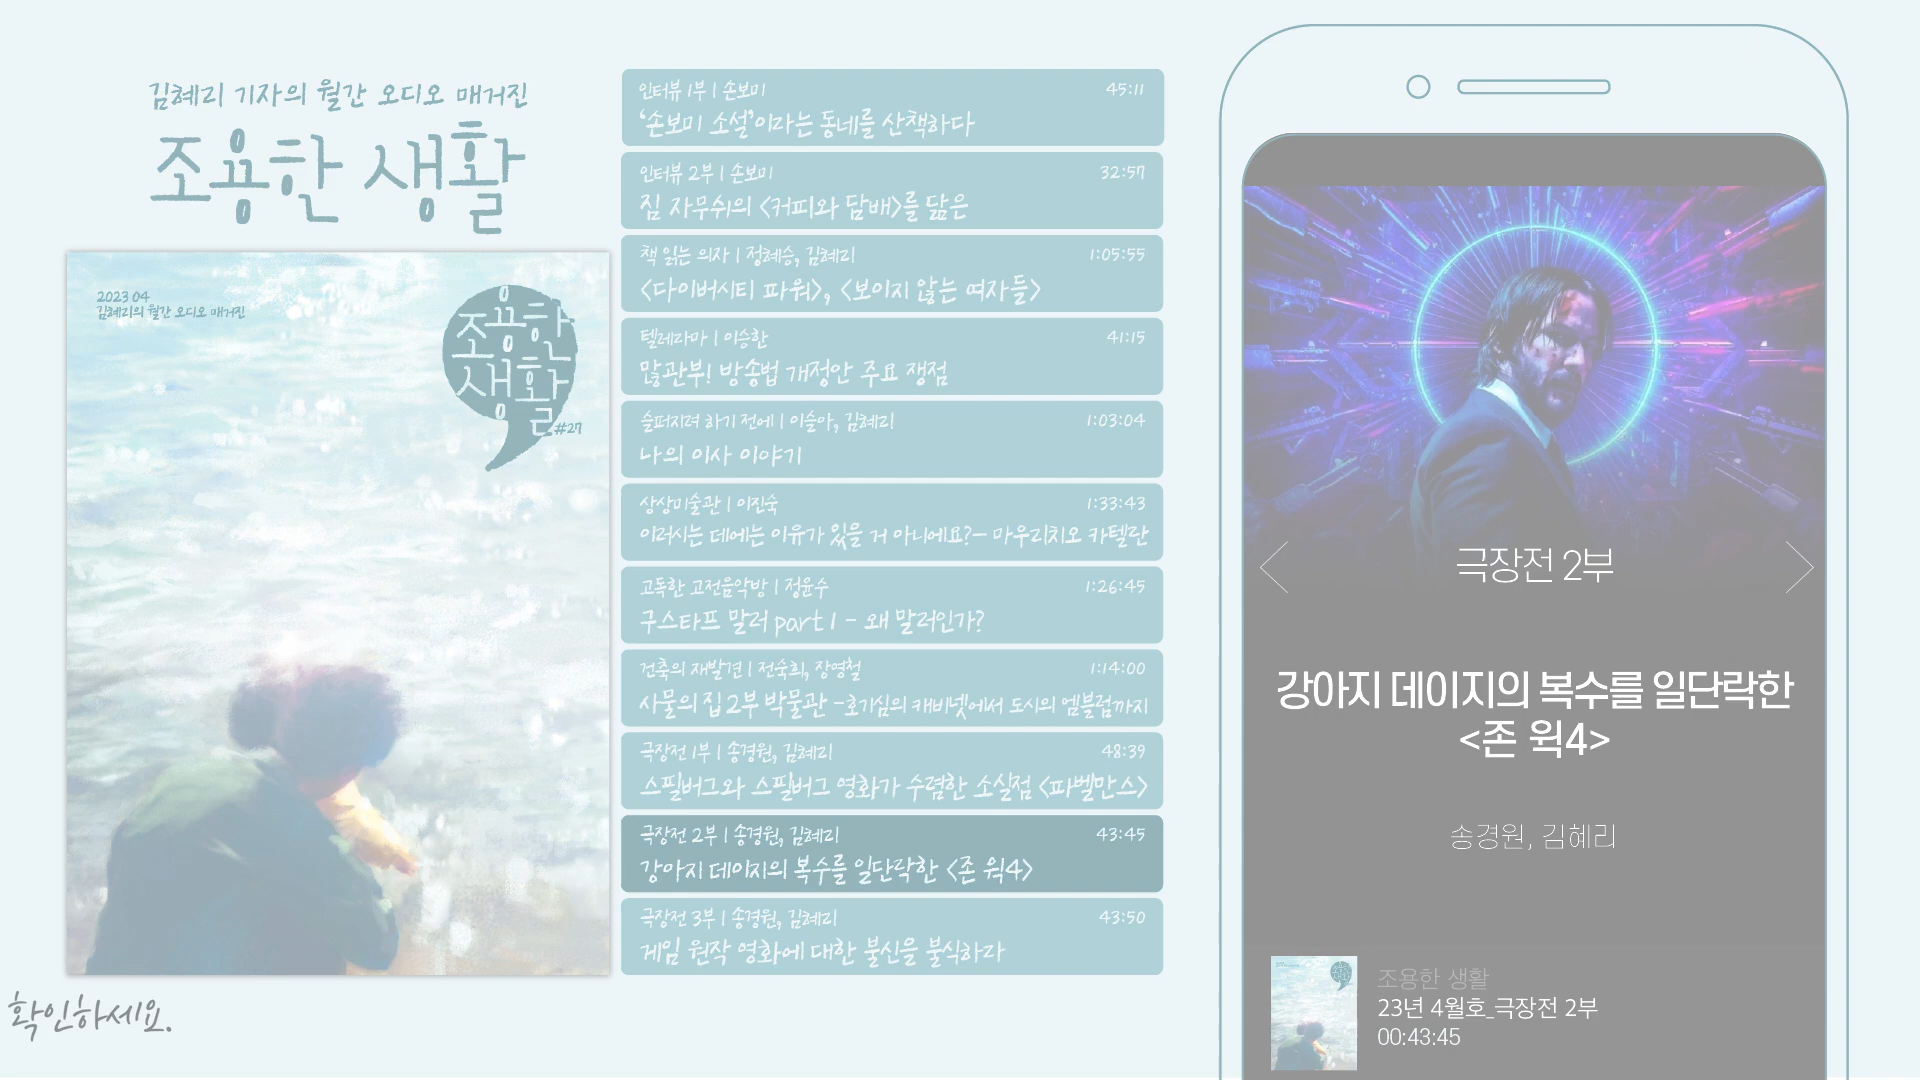 김혜리 기자의 월간 오디오 매거진
조용한 생활
2023 04
김혜리의 월간 오디오 매거진
조용한
생활
#27
확인하세요.
인터뷰 1부 | 손보미 45:11
‘손보미 소설’이라는 동네를 산책하다
인터뷰 2부 | 손보미 32:57
짐 자무쉬의 <커피와 담배>를 닮은
책 읽는 의자 | 정혜승, 김혜리 1:05:55
<다이버시티 파워>, <보이지 않는 여자들>
텔레라마 | 이승한 41:15
많관부! 방송법 개정안 주요 쟁점
슬퍼지려 하기 전에 | 이슬아, 김혜리 1:03:04
나의 이사 이야기
상상미술관 | 이진숙 1:33:43
이러시는 데에는 이유가 있을 거 아니에요?- 마우리치오 카텔란
고독한 고전음악방 | 정윤수 1:26:45
구스타프 말러 part 1 - 왜 말러인가?
건축의 재발견 | 전숙희, 장영철 1:14:00
사물의 집 2부 박물관 -호기심의 캐비넷에서 도시의 엠블럼까지
극장전 1부 | 송경원, 김혜리 48:39
스필버그와 스필버그 영화가 수렴한 소실점 <파벨만스>
극장전 2부 | 송경원, 김혜리 43:45
강아지 데이지의 복수를 일단락한 <존 윅4>
극장전 3부 | 송경원, 김혜리 43:50
게임 원작 영화에 대한 불신을 불식하라
극장전 2부
강아지 데이지의 복수를 일단락한
<존 윅4>
송경원, 김혜리
조용한 생활
23년 4월호_극장전 2부
00:43:45